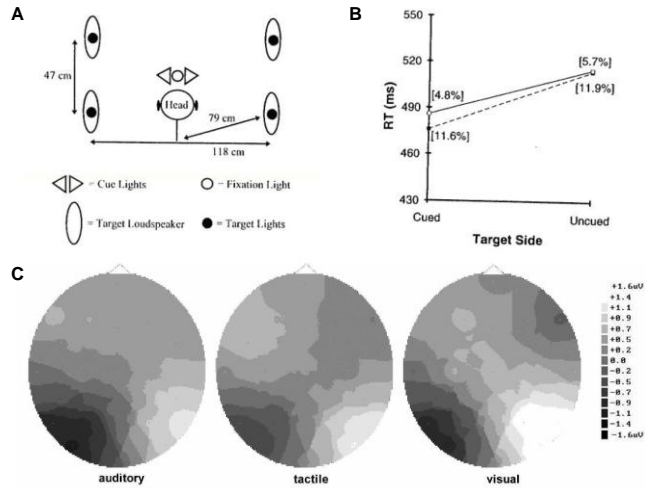 A
47 cm
Head
79 cm
118 cm
= Cue Lights
= Fixation Light
= Target Loudspeaker
= Target Lights
B
RT (ms)
550
520
490
460
430
[4.8%]
[11.6%]
[5.7%]
[11.9%]
Cued
Uncued
Target Side
C
auditory
tactile
visual
+1.6uV
+1.4
+1.1
+0.9
+0.7
+0.5
+0.2
0.0
-0.2
-0.5
-0.7
-0.9
-1.1
-1.4
-1.6uV